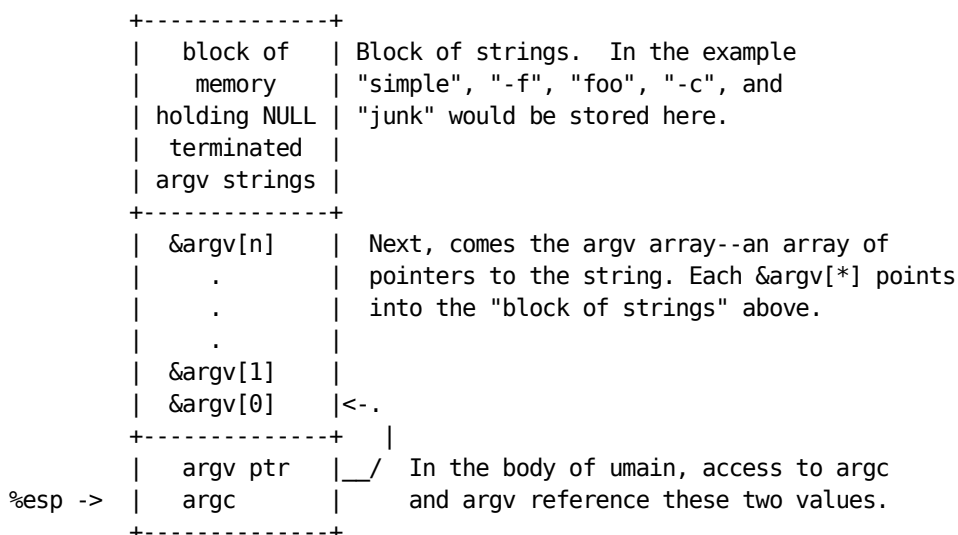 +--------------+
|   block of   | Block of strings.  In the example
|    memory    | "simple", "-f", "foo", "-c", and
| holding NULL | "junk" would be stored here.
|  terminated  |
| argv strings |
+--------------+
|  &argv[n]    |  Next, comes the argv array--an array of
|      .       |  pointers to the string. Each &argv[*] points
|      .       |  into the "block of strings" above.
|      .       |
|  &argv[1]    |
|  &argv[0]    |<-.
+--------------+   |
|   argv ptr   |__/  In the body of umain, access to argc
%esp ->  |   argc       |     and argv reference these two values.
+--------------+